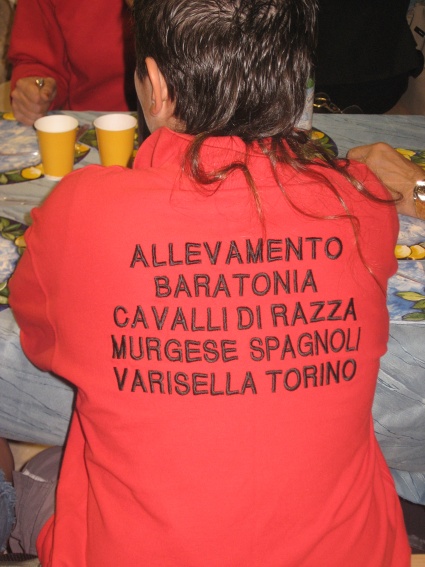 ALLEVAMENTO
BARATONIA
CAVALLI DI RAZZA
MURGESE SPAGNOLI
VARISELLA TORINO